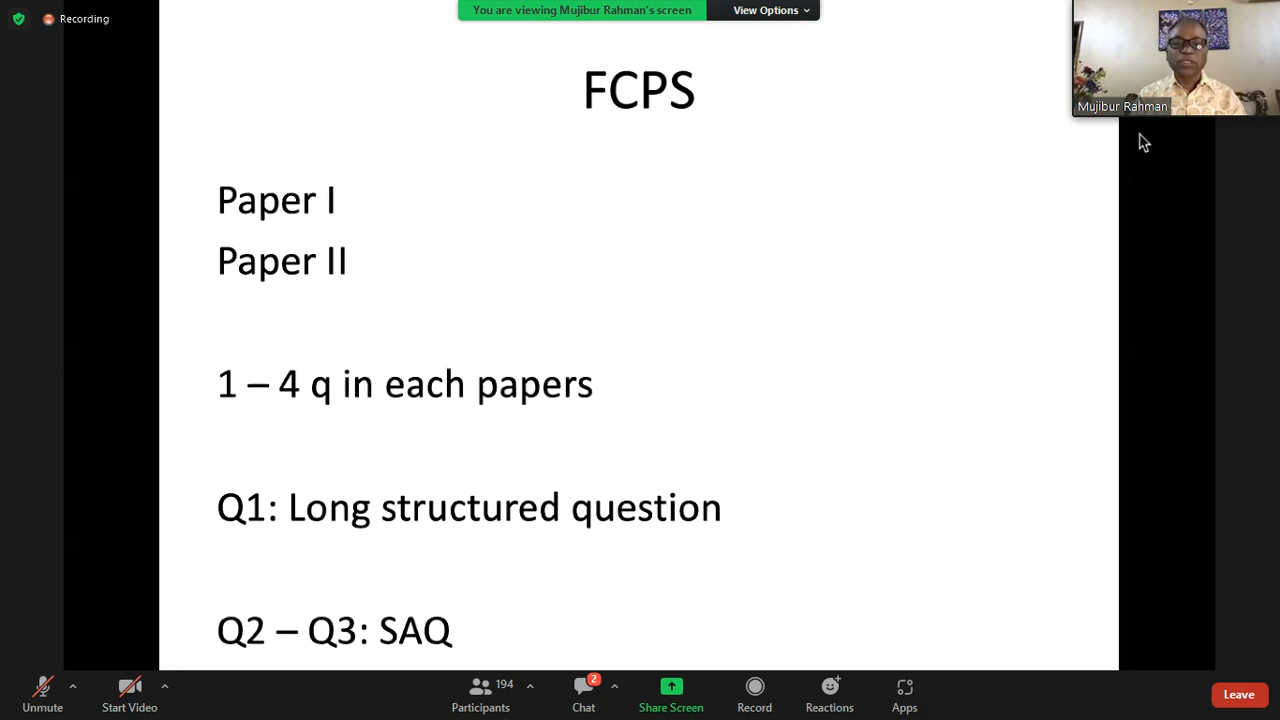 Recording
You are viewing Mujibur Rahman's screen
View Options
Mujibur Rahman
FCPS
Paper I
Paper II
1 – 4 q in each papers
Q1: Long structured question
Q2 – Q3: SAQ
Unmute
Start Video
194
Participants
2
Chat
Share Screen
Record
Reactions
Apps
Leave